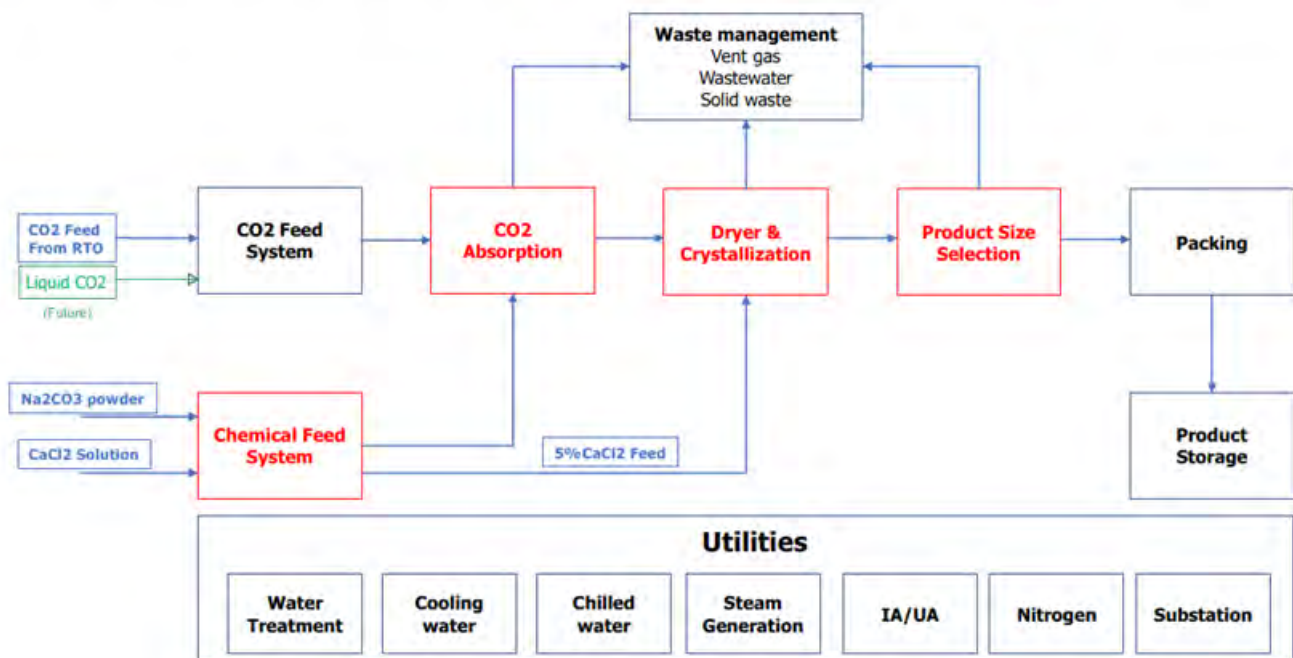 Waste management
Vent gas
Wastewater
Solid waste
CO2 Feed
From RTO
Liquid CO2
(Future)
CO2 Feed
System
CO2
Absorption
Dryer &
Crystallization
Product Size
Selection
Packing
Na2CO3 powder
CaCl2 Solution
Chemical Feed
System
5%CaCl2 Feed
Product
Storage
Utilities
Water
Treatment
Cooling
water
Chilled
water
Steam
Generation
IA/UA
Nitrogen
Substation